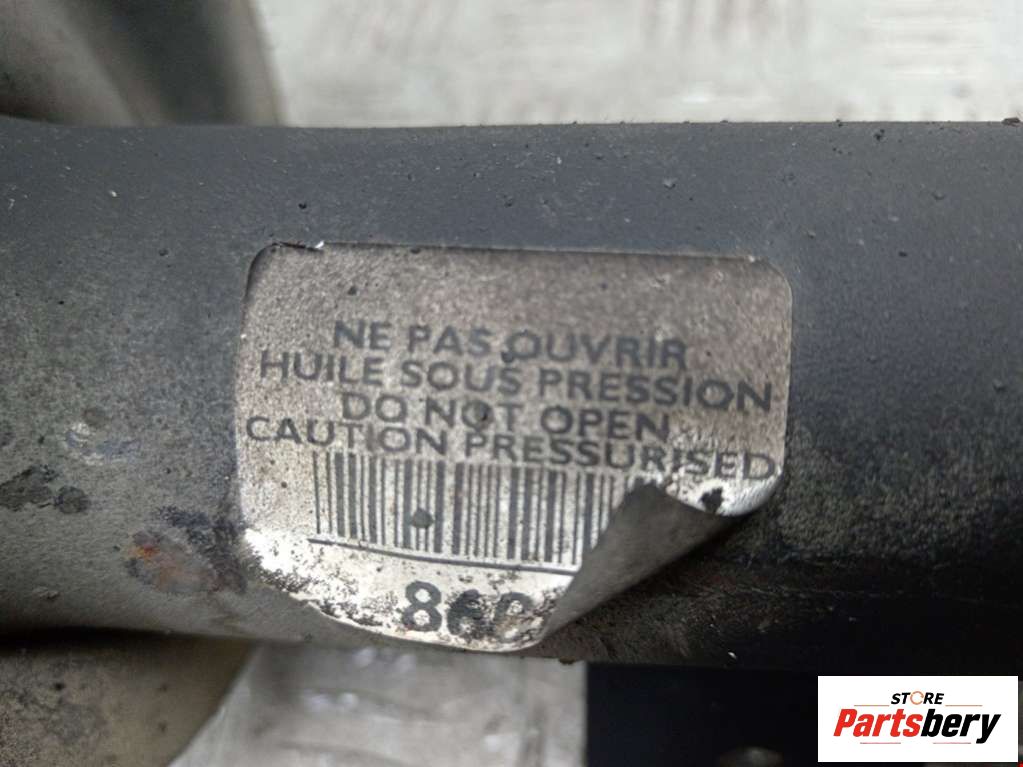 NE PAS OUVRIR
HUILE SOUS PRESSION
DO NOT OPEN
CAUTION PRESSURISED
STORE
Partsbery